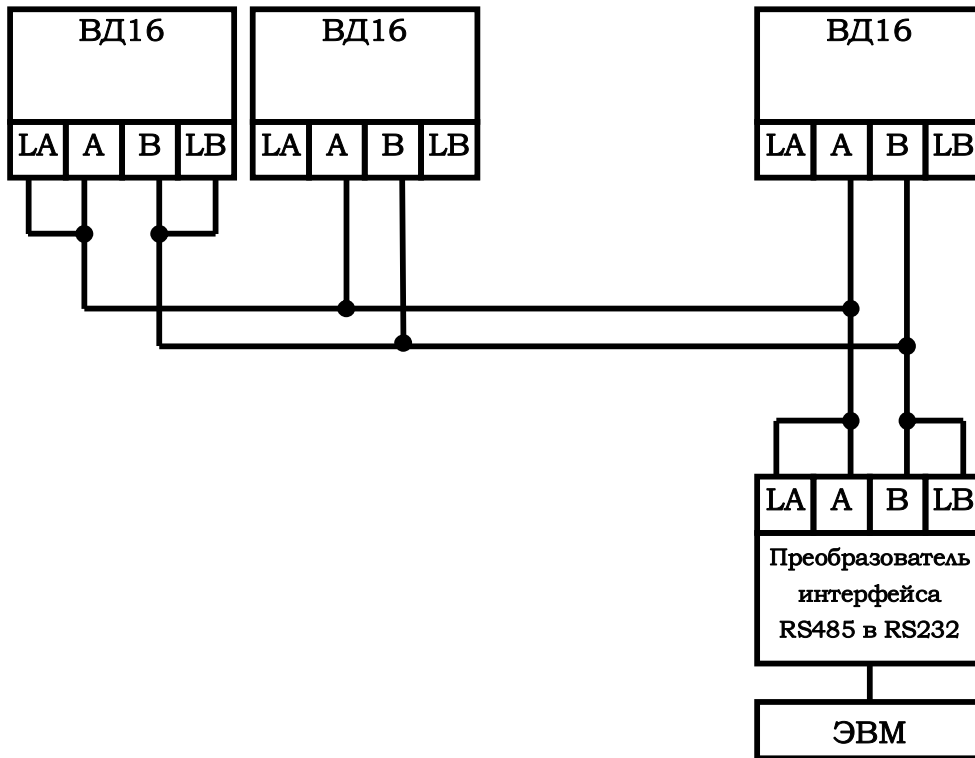 ВД16 ВД16 ВД16
LA A B LB LA A B LB LA A B LB
LA A B LB
Преобразователь
интерфейса
RS485 в RS232
ЭВМ